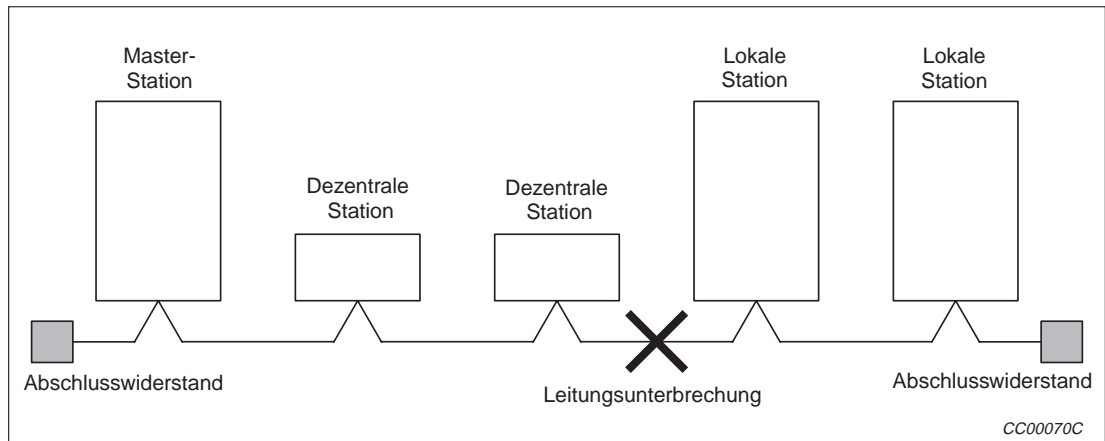 Master-
Station
Lokale
Station
Lokale
Station
Dezentrale
Station
Dezentrale
Station
Abschlusswiderstand
Leitungsunterbrechung
Abschlusswiderstand
CC00070C